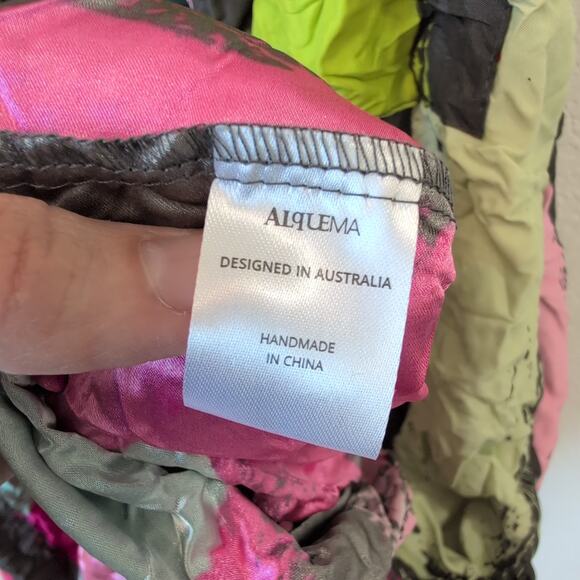 ALQUEMA
DESIGNED IN AUSTRALIA
HANDMADE
IN CHINA